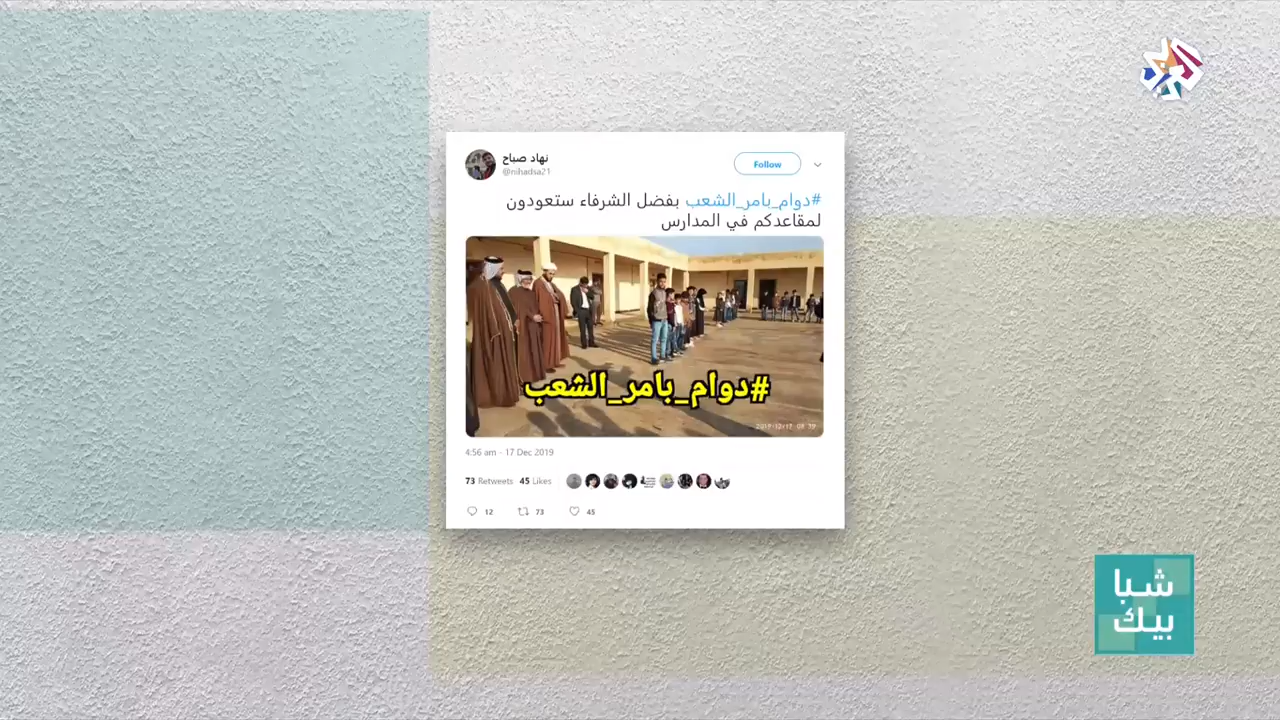 نهاد صباح
@nihadsa21
Follow
#دوام_بامر_الشعب بفضل الشرفاء ستعودون
لمقاعدكم في المدارس
#دوام_بامر_الشعب
4:56 am - 17 Dec 2019
73 Retweets 45 Likes
12 73 45
شبا
بيك